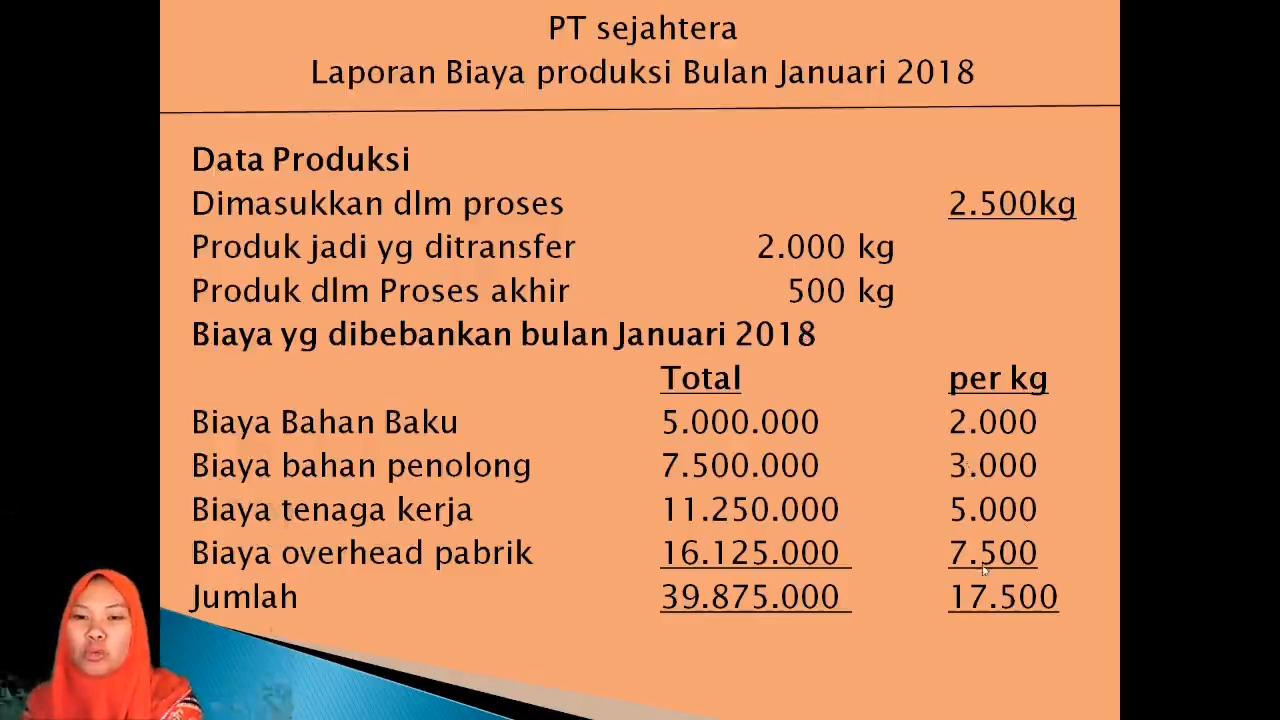 PT sejahtera
Laporan Biaya produksi Bulan Januari 2018
Data Produksi
Dimasukkan dlm proses 2.500kg
Produk jadi yg ditransfer 2.000 kg
Produk dlm Proses akhir 500 kg
Biaya yg dibebankan bulan Januari 2018
Total per kg
Biaya Bahan Baku 5.000.000 2.000
Biaya bahan penolong 7.500.000 3.000
Biaya tenaga kerja 11.250.000 5.000
Biaya overhead pabrik 16.125.000 7.500
Jumlah 39.875.000 17.500